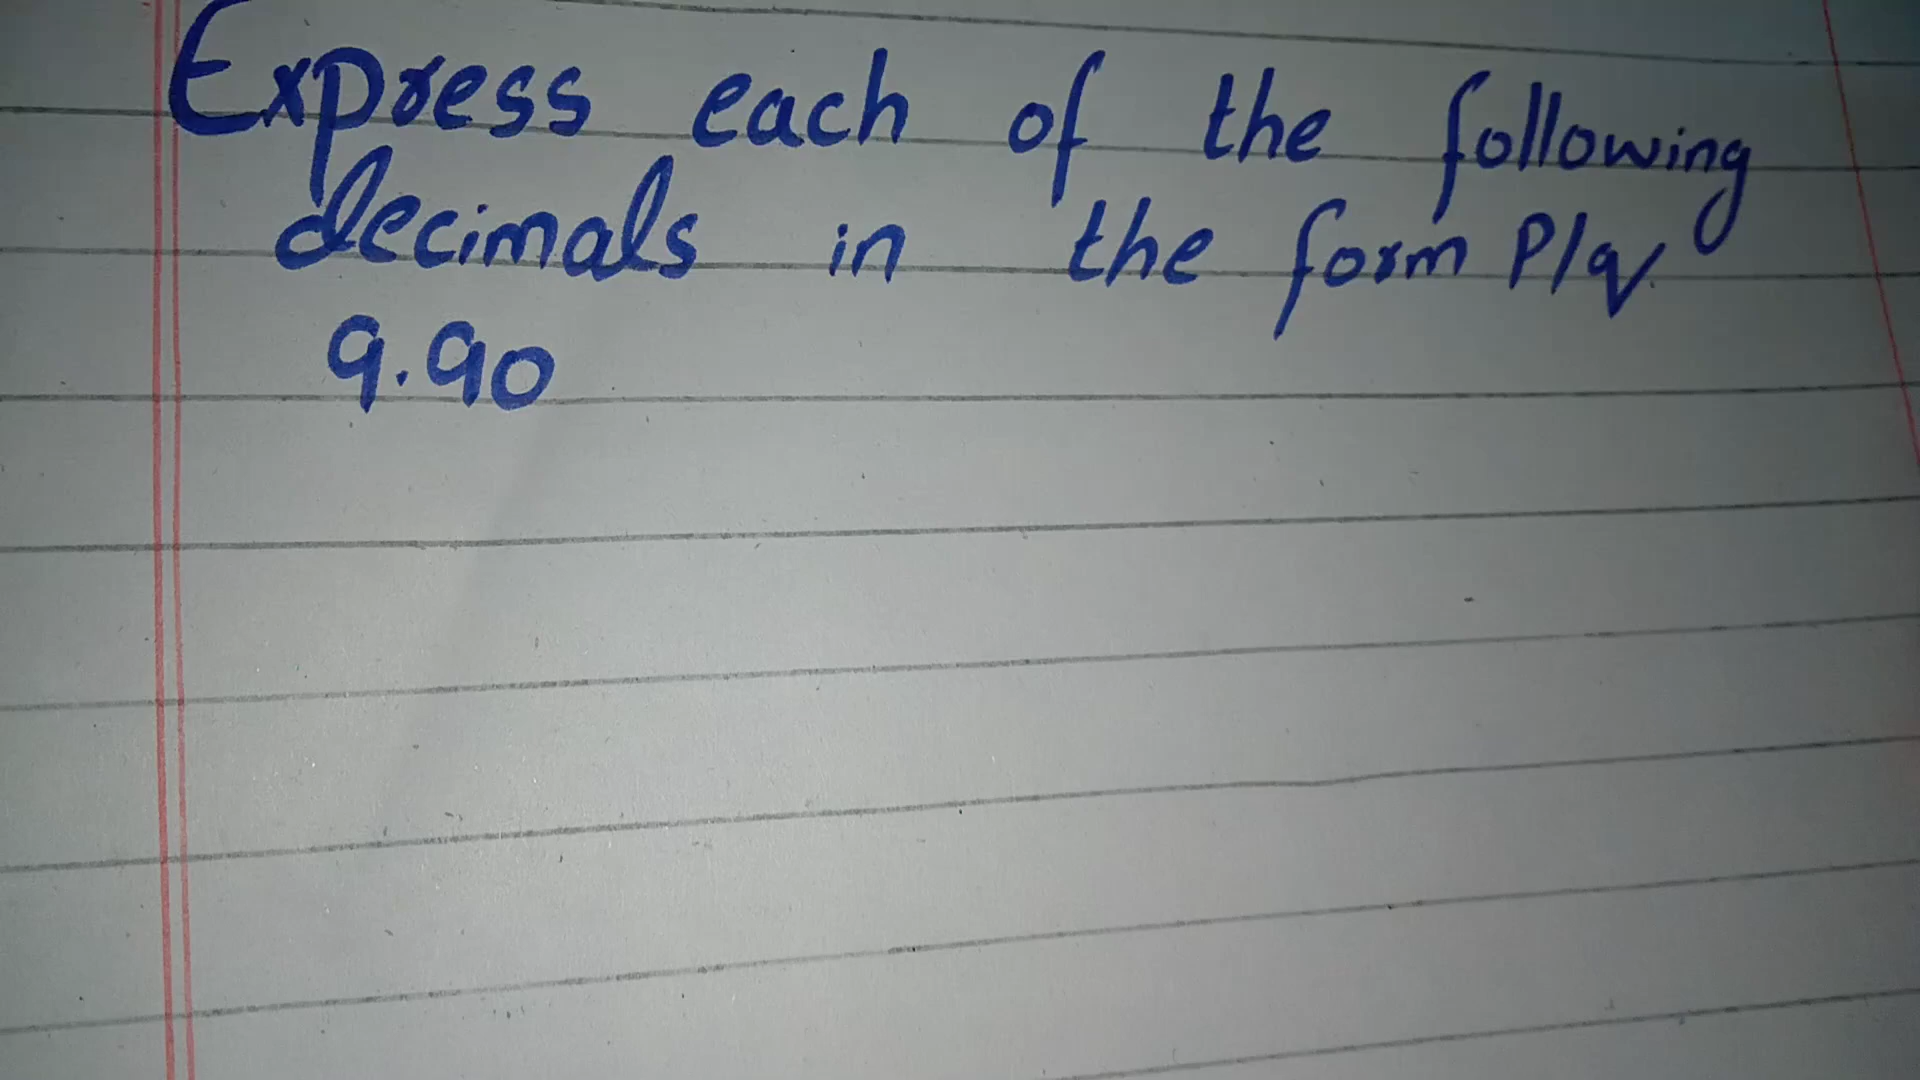 Express each of the following
decimals in the form P/q.
9.90